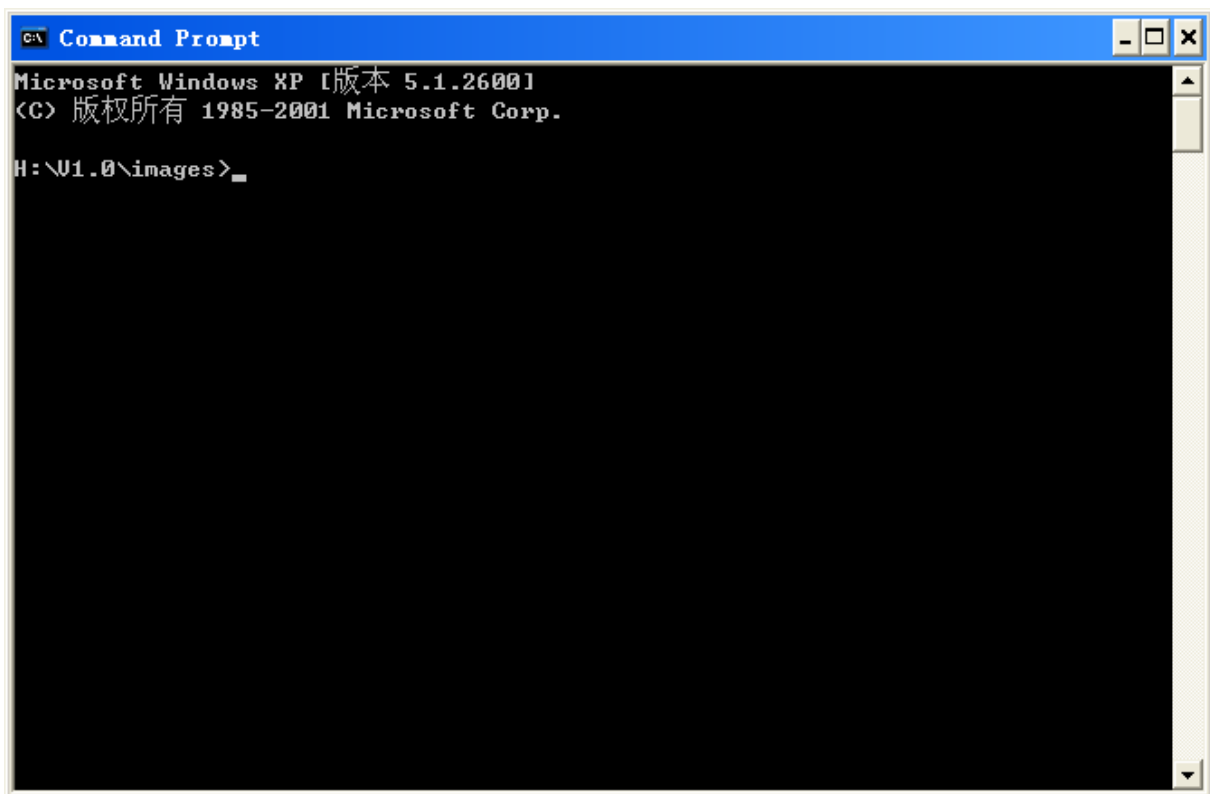 Command Prompt
Microsoft Windows XP [版本 5.1.2600]
(C) 版权所有 1985-2001 Microsoft Corp.
H:\V1.0\images>_